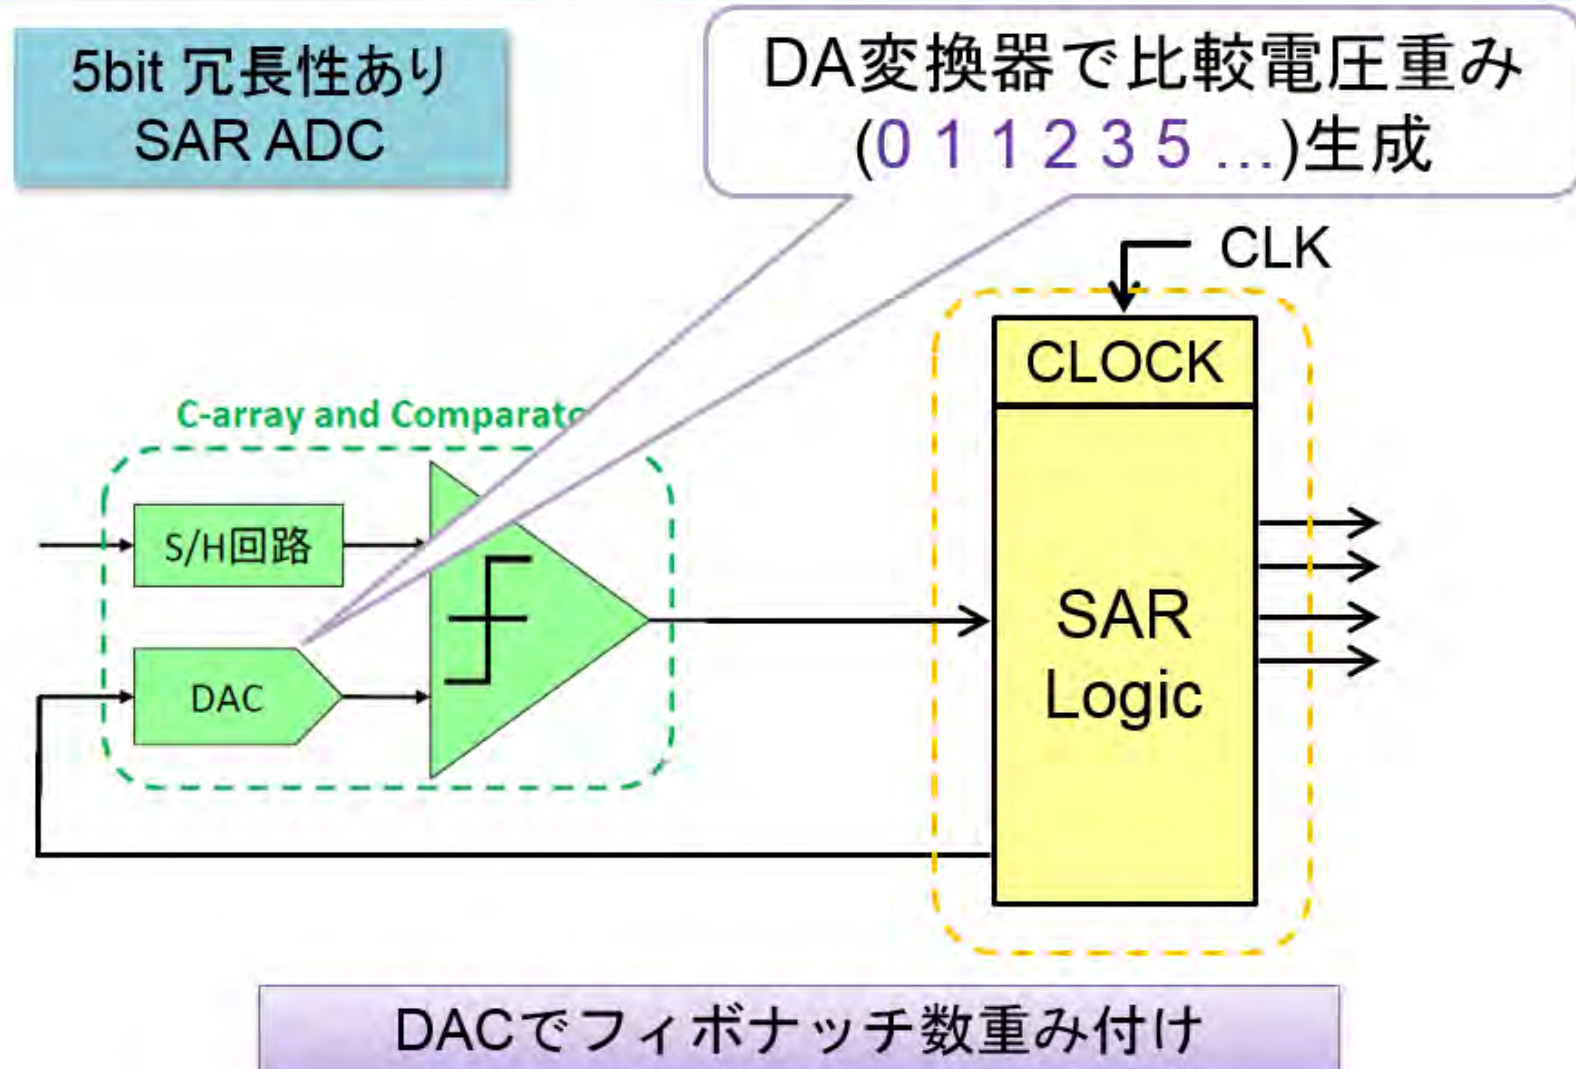 5bit 冗長性あり
SAR ADC
DA変換器で比較電圧重み
(0 1 1 2 3 5 ...)生成
CLK
CLOCK
C-array and Comparato
S/H回路
SAR
Logic
DAC
DACでフィボナッチ数重み付け